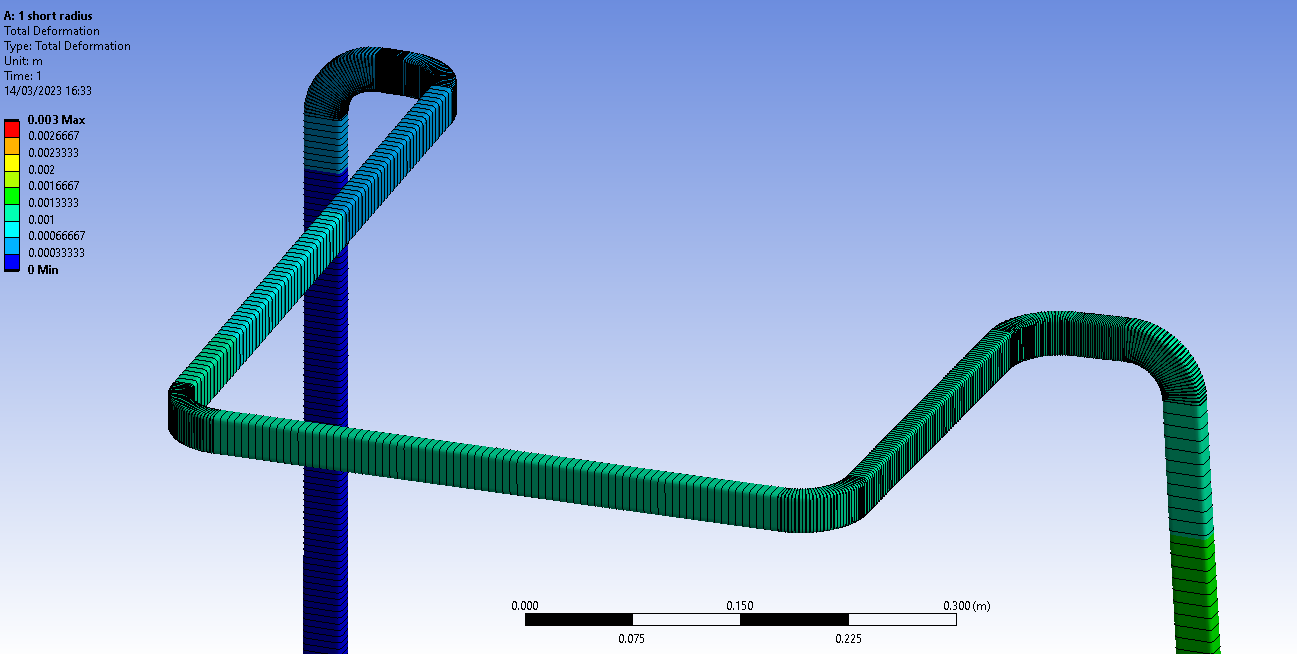 A: 1 short radius
Total Deformation
Type: Total Deformation
Unit: m
Time: 1
14/03/2023 16:33
0.003 Max
0.0026667
0.0023333
0.002
0.0016667
0.0013333
0.001
0.00066667
0.00033333
0 Min
0.000 0.150 0.300 (m)
0.075 0.225